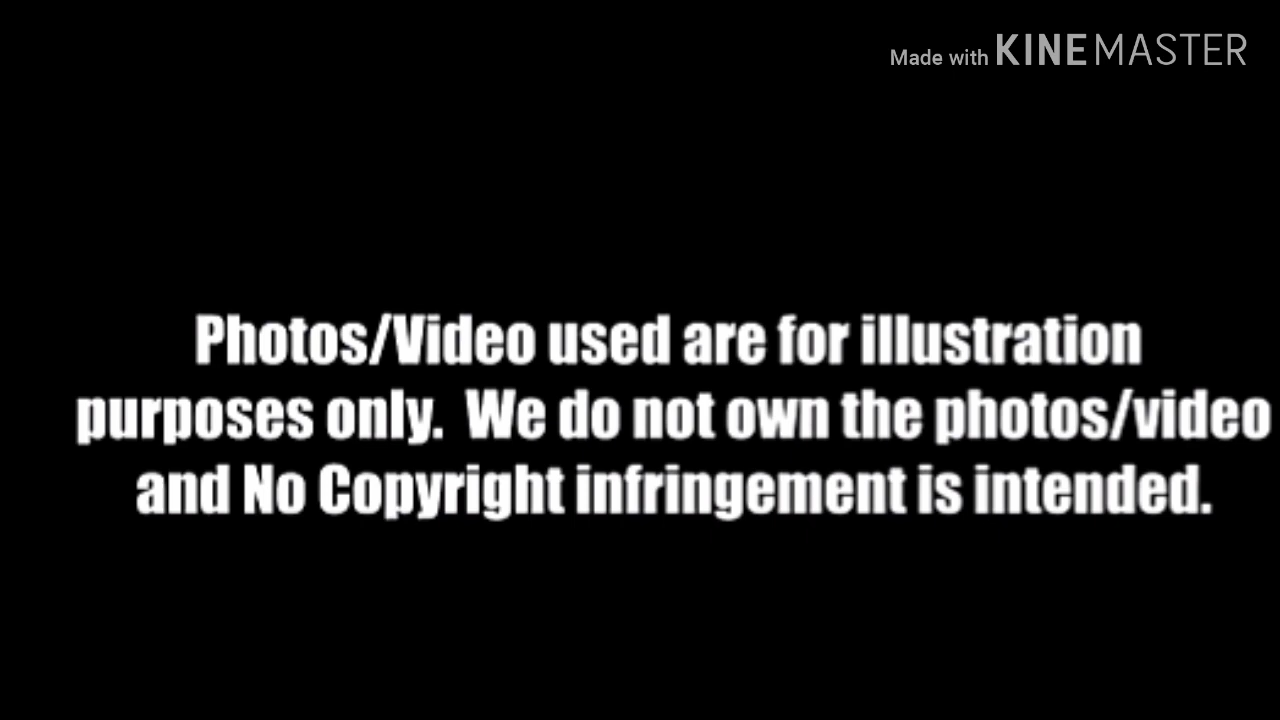 Made with KINEMASTER
Photos/Video used are for illustration
purposes only.  We do not own the photos/video
and No Copyright infringement is intended.